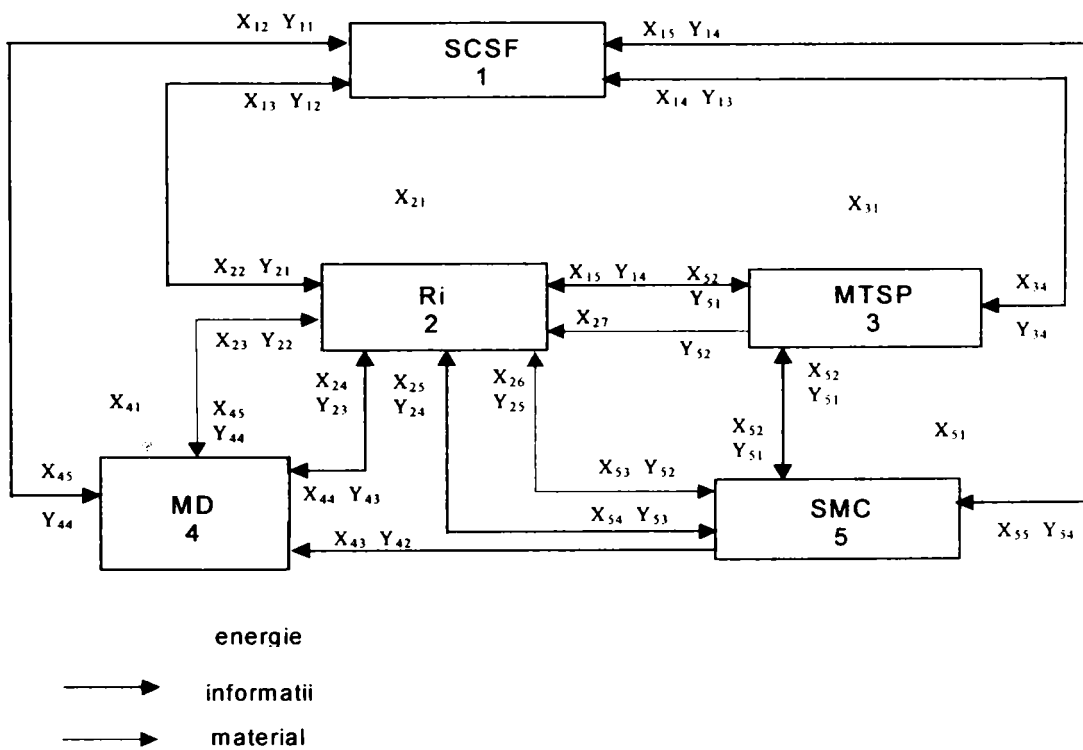 X12 Y11
SCSF
1
X15 Y14
X13 Y12
X14 Y13
X21
X31
X22 Y21
Ri
2
X15 Y14
X52
Y51
MTSP
3
X34
Y34
X27
Y52
X23 Y22
X24
Y23
X25
Y24
X26
Y25
X52
Y51
X41
X45
Y44
X52
Y51
X51
X45
Y44
MD
4
X44 Y43
X53 Y52
X54 Y53
SMC
5
X55 Y54
X43 Y42
energie
informatii
material